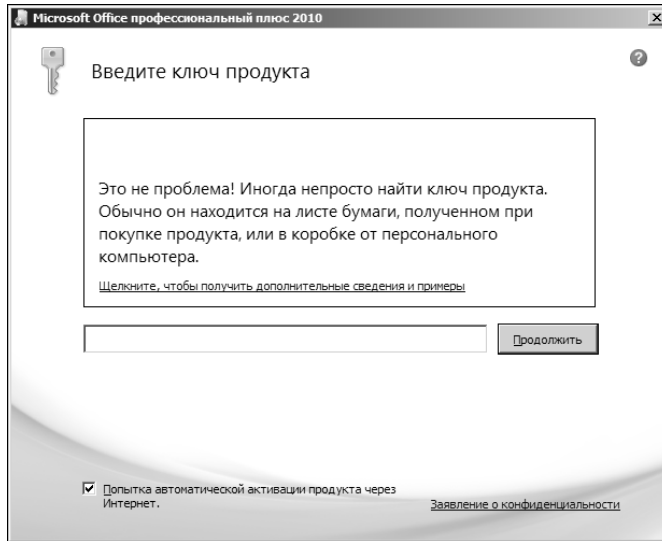 Microsoft Office профессиональный плюс 2010
Введите ключ продукта
Это не проблема! Иногда непросто найти ключ продукта.
Обычно он находится на листе бумаги, полученном при
покупке продукта, или в коробке от персонального
компьютера.
Щелкните, чтобы получить дополнительные сведения и примеры
Продолжить
Попытка автоматической активации продукта через
Интернет.
Заявление о конфиденциальности